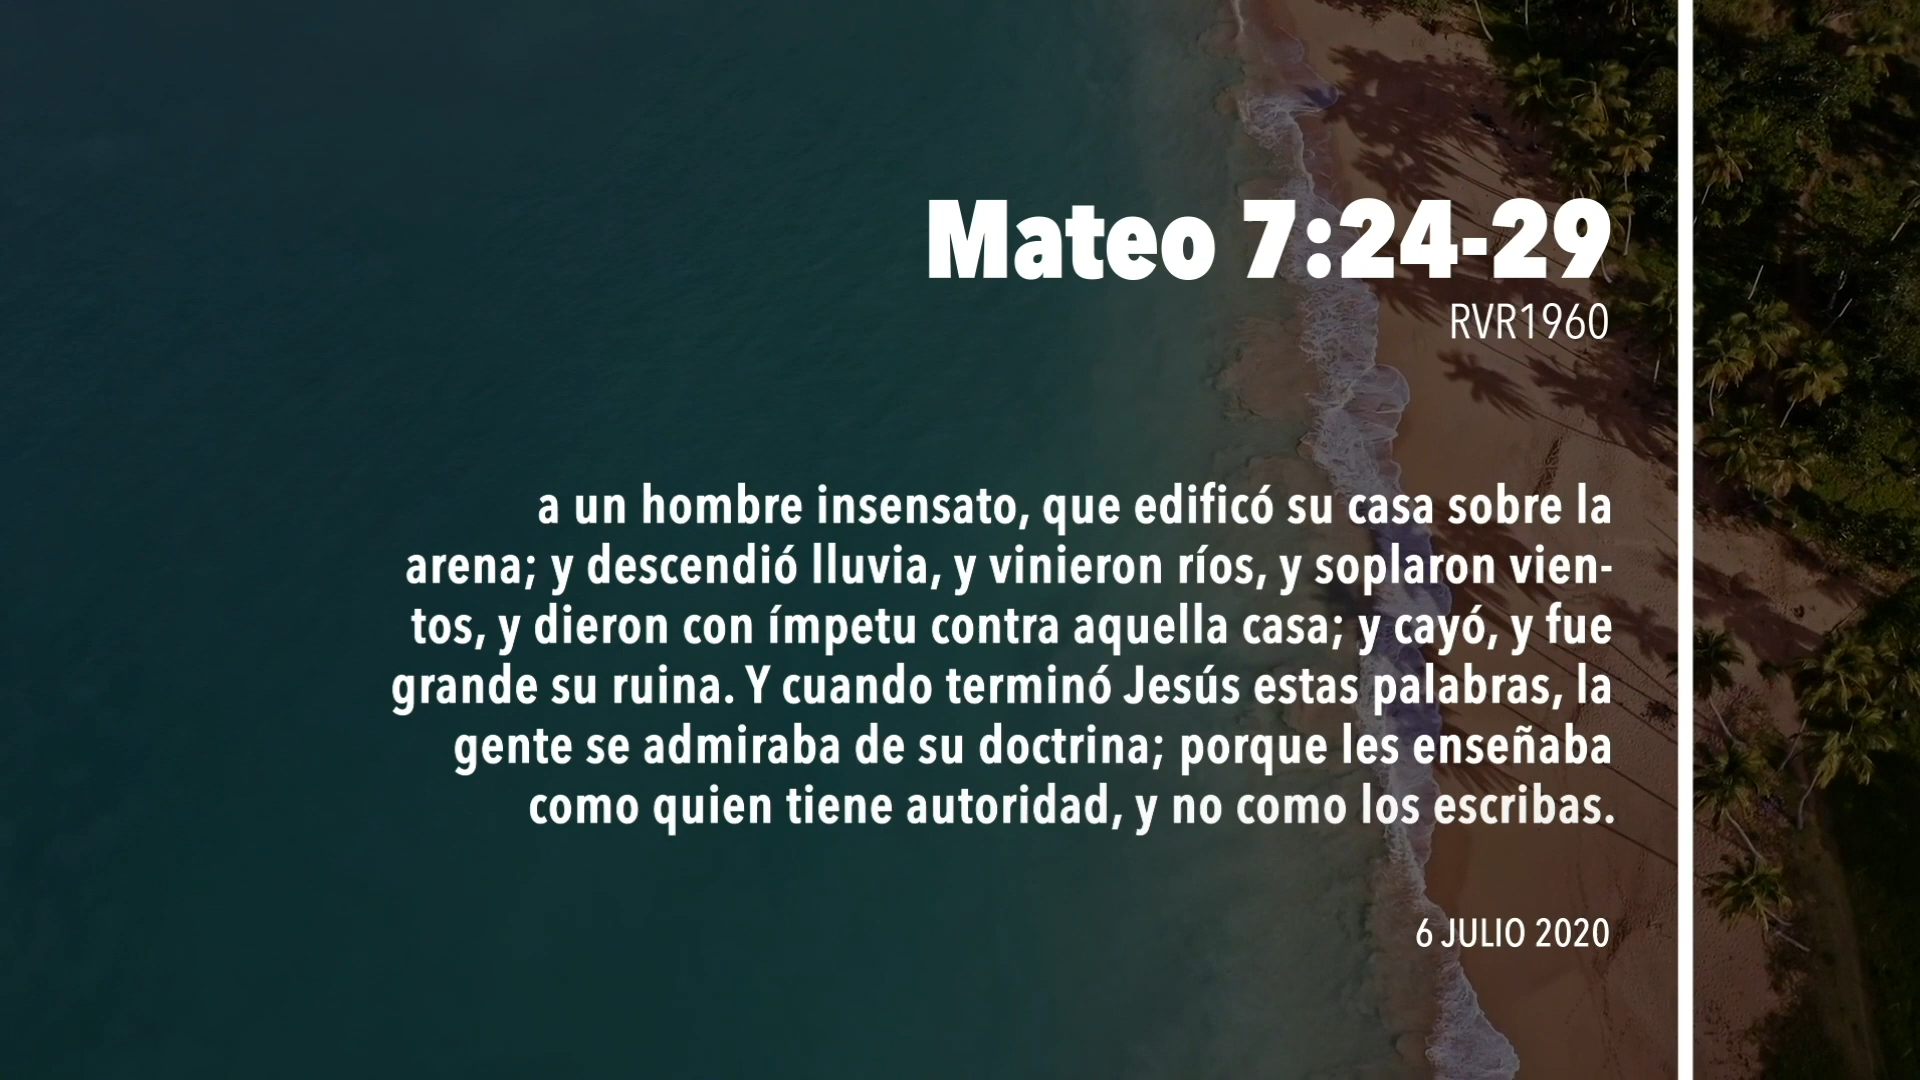 Mateo 7:24-29
RVR1960
a un hombre insensato, que edificó su casa sobre la
arena; y descendió lluvia, y vinieron ríos, y soplaron vien-
tos, y dieron con ímpetu contra aquella casa; y cayó, y fue
grande su ruina. Y cuando terminó Jesús estas palabras, la
gente se admiraba de su doctrina; porque les enseñaba
como quien tiene autoridad, y no como los escribas.
6 JULIO 2020